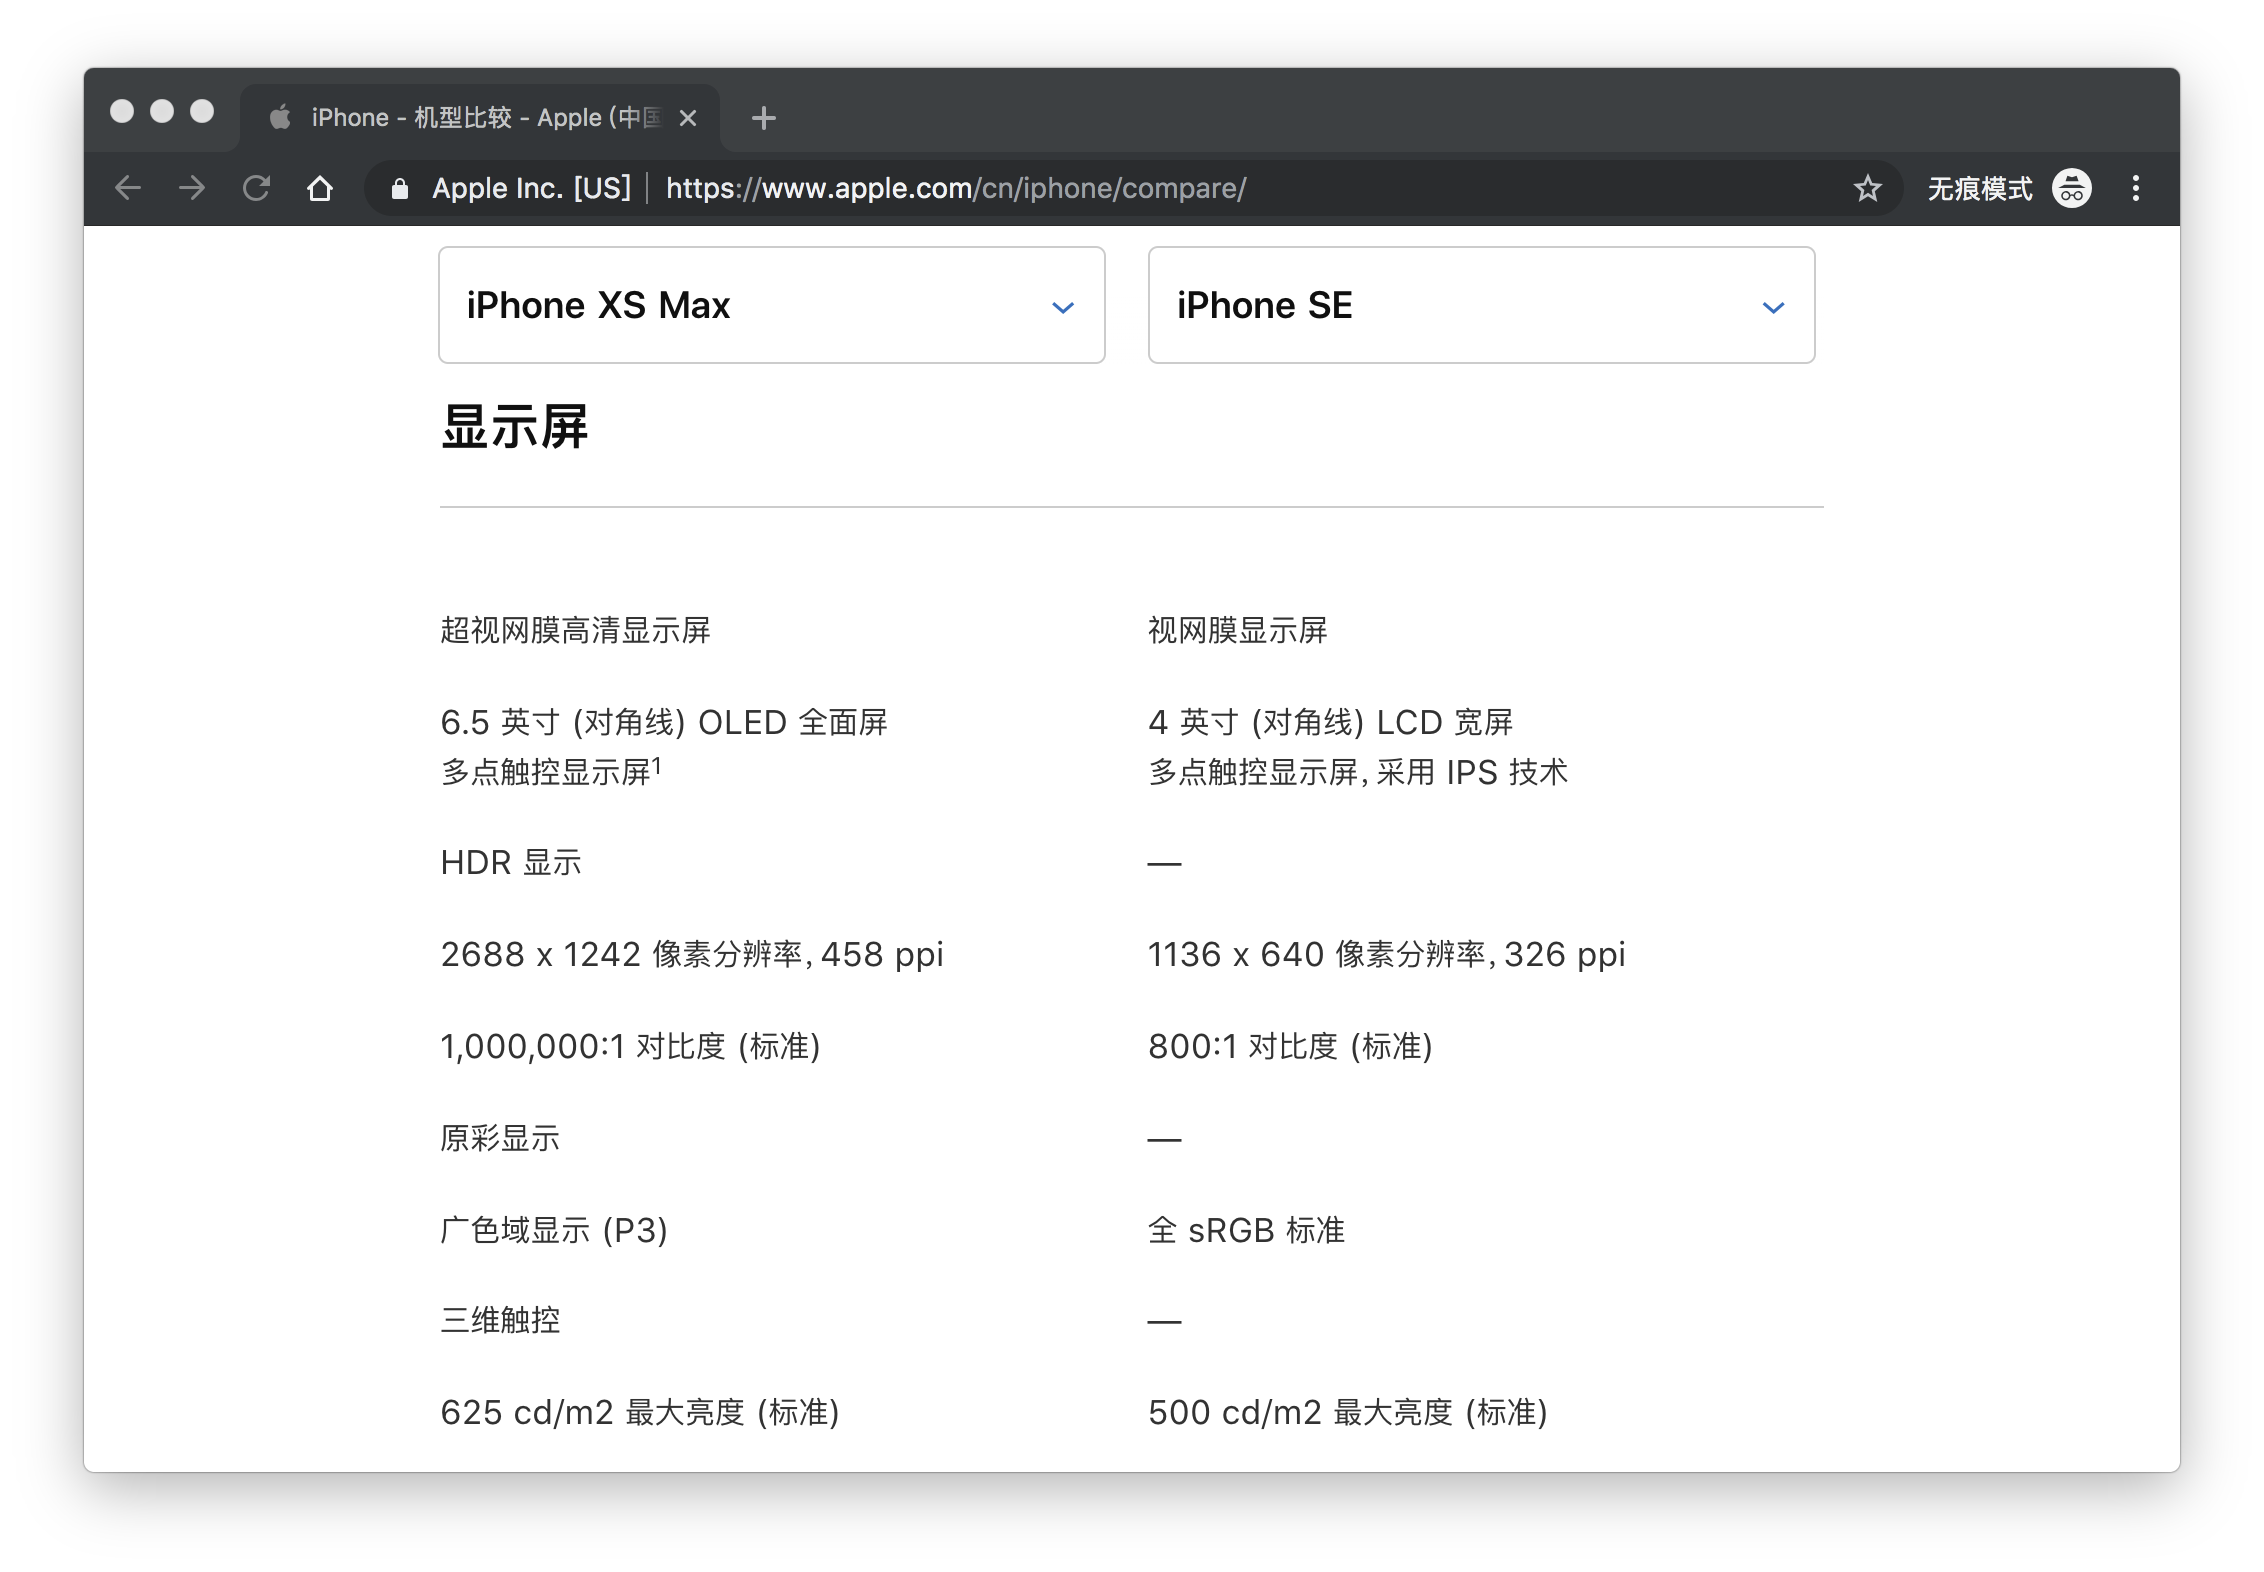 iPhone - 机型比较 - Apple (中国
Apple Inc. [US] | https://www.apple.com/cn/iphone/compare/
无痕模式
iPhone XS Max
iPhone SE
显示屏
超视网膜高清显示屏
视网膜显示屏
6.5 英寸 (对角线) OLED 全面屏
多点触控显示屏1
4 英寸 (对角线) LCD 宽屏
多点触控显示屏, 采用 IPS 技术
HDR 显示
—
2688 x 1242 像素分辨率, 458 ppi
1136 x 640 像素分辨率, 326 ppi
1,000,000:1 对比度 (标准)
800:1 对比度 (标准)
原彩显示
—
广色域显示 (P3)
全 sRGB 标准
三维触控
—
625 cd/m2 最大亮度 (标准)
500 cd/m2 最大亮度 (标准)